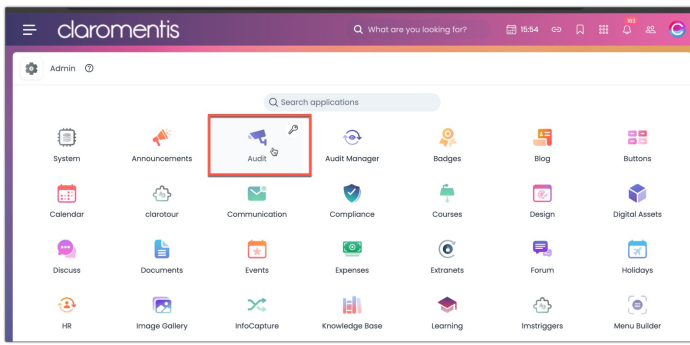 claromentis
What are you looking for?
15:54
183
Admin
Search applications
System
Announcements
Audit
Audit Manager
Badges
Blog
Buttons
Calendar
clarotour
Communication
Compliance
Courses
Design
Digital Assets
Discuss
Documents
Events
Expenses
Extranets
Forum
Holidays
HR
Image Gallery
InfoCapture
Knowledge Base
Learning
lmstriggers
Menu Builder